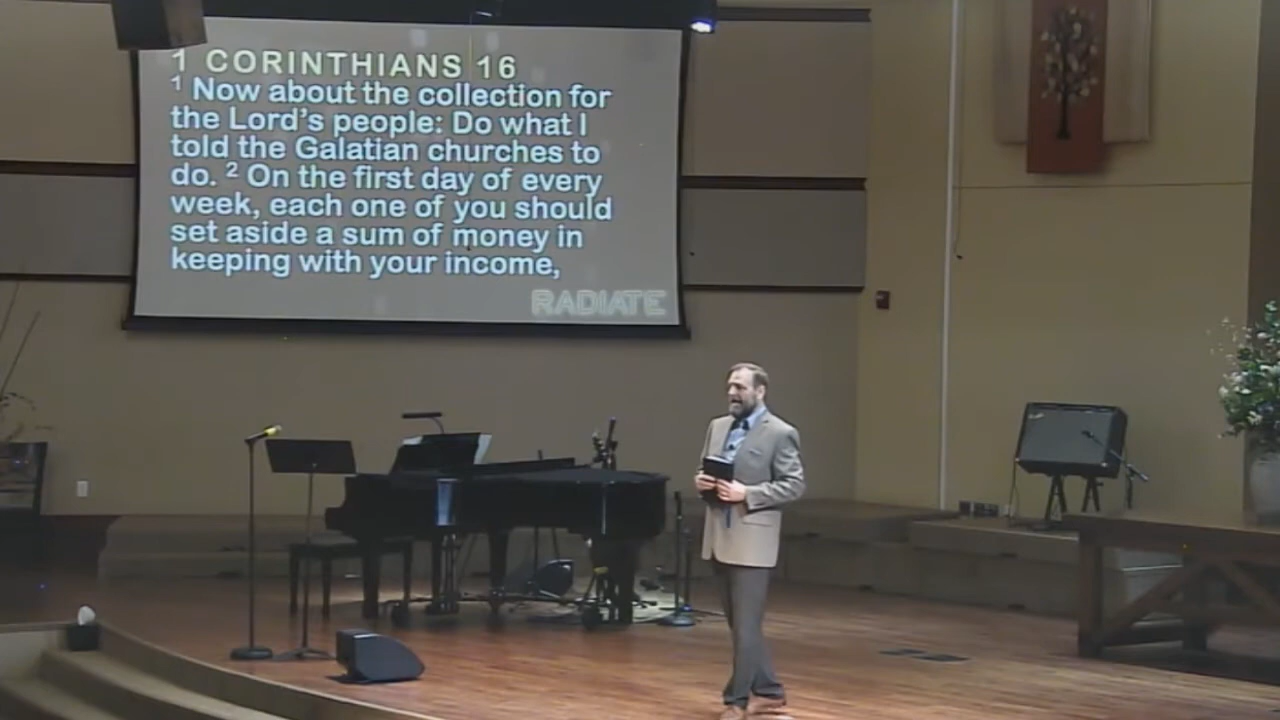 1 CORINTHIANS 16
¹ Now about the collection for
the Lord's people: Do what I
told the Galatian churches to
do. ² On the first day of every
week, each one of you should
set aside a sum of money in
keeping with your income,
RADIATE